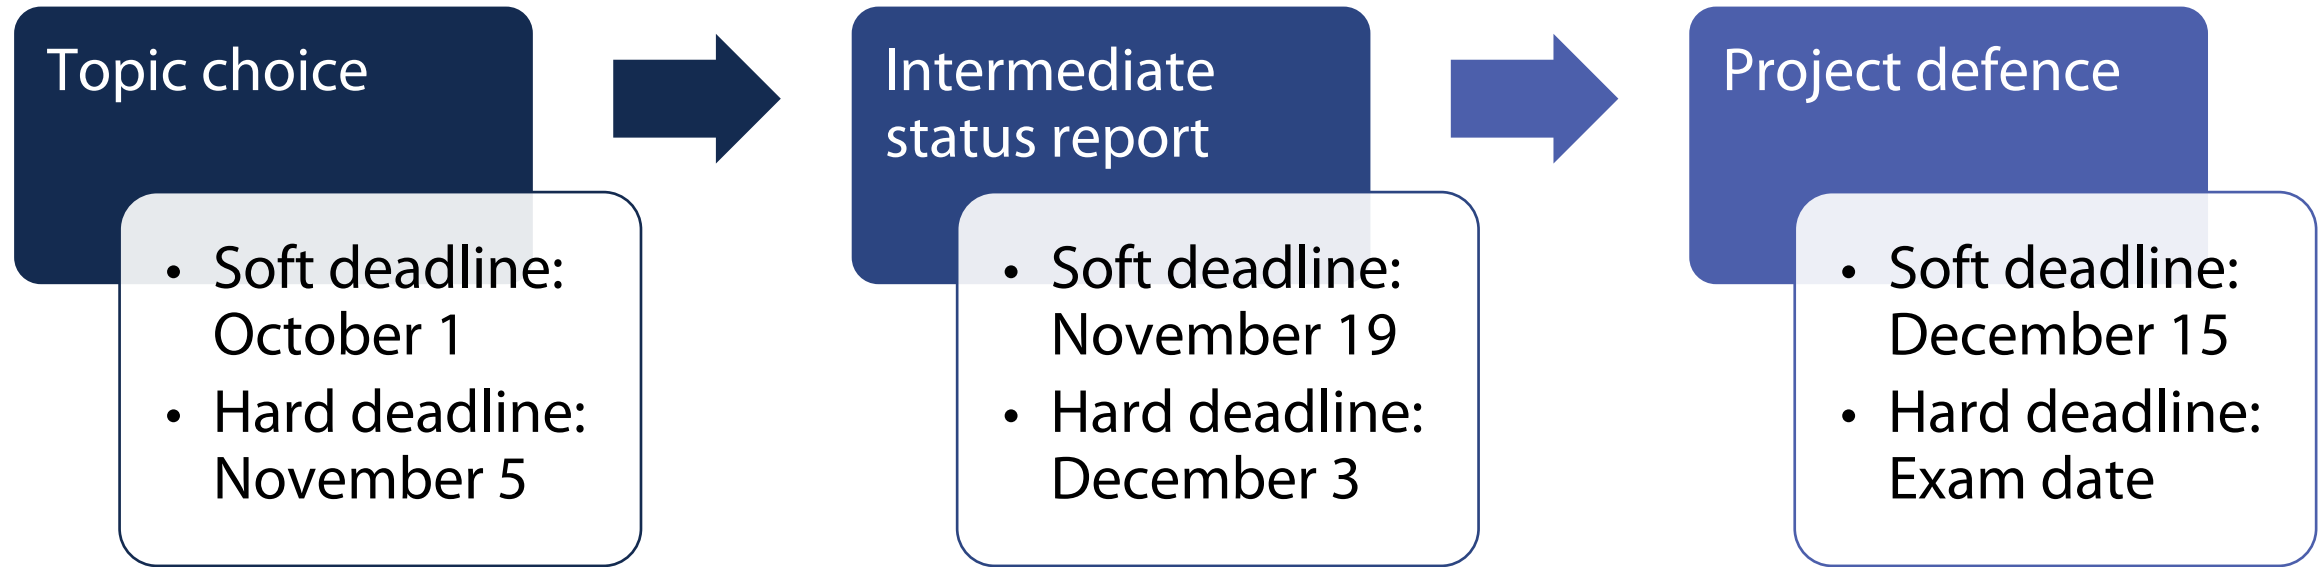 Topic choice
• Soft deadline:
October 1
• Hard deadline:
November 5
Intermediate
status report
• Soft deadline:
November 19
• Hard deadline:
December 3
Project defence
• Soft deadline:
December 15
• Hard deadline:
Exam date